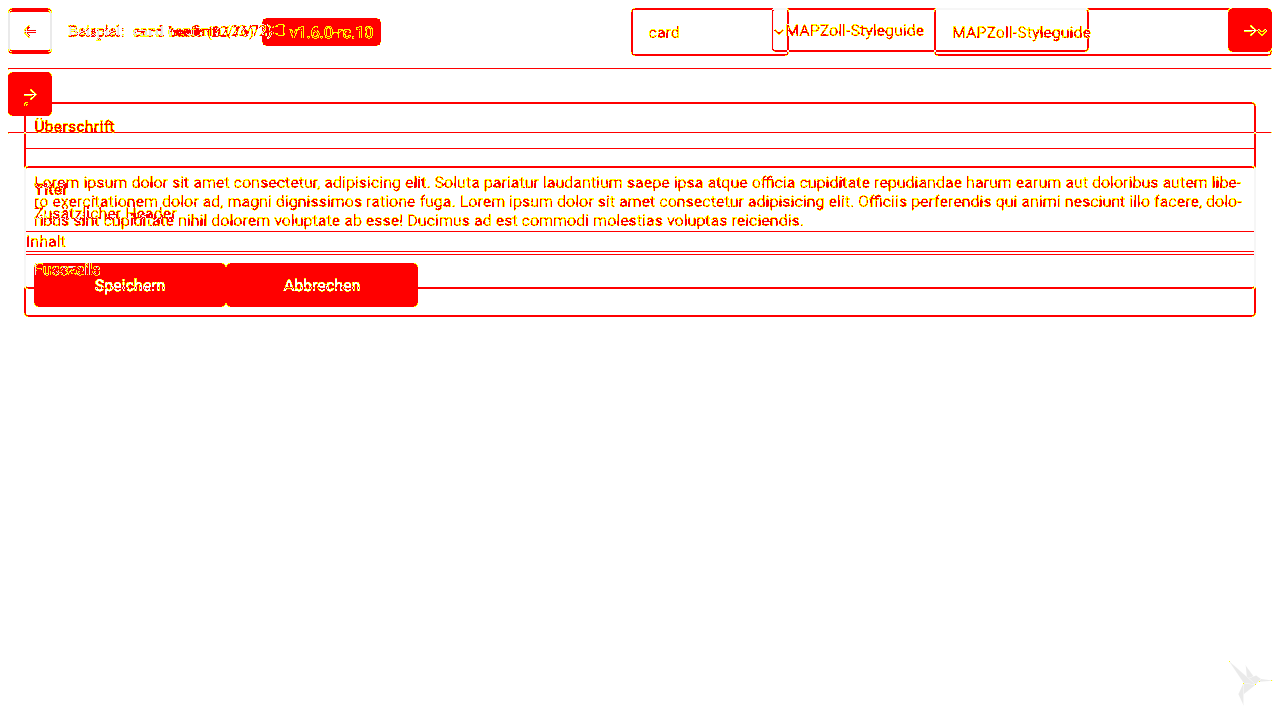 Beispiel: card
v1.6.0-rc.10
card
MAPZoll-Styleguide
MAPZoll-Styleguide
Überschrift
Lorem ipsum dolor sit amet consectetur, adipisicing elit. Soluta pariatur laudantium saepe ipsa atque officia cupiditate repudiandae harum earum aut doloribus autem libe-
Titel
ro exercitationem dolor ad, magni dignissimos ratione fuga. Lorem ipsum dolor sit amet consectetur adipisicing elit. Officiis perferendis qui animi nesciunt illo facere, dolo-
Zusätzlicher Header
ribus sint cupiditate nihil dolorem voluptate ab esse! Ducimus ad est commodi molestias voluptas reiciendis.
Inhalt
Fusszeile
Speichern
Abbrechen